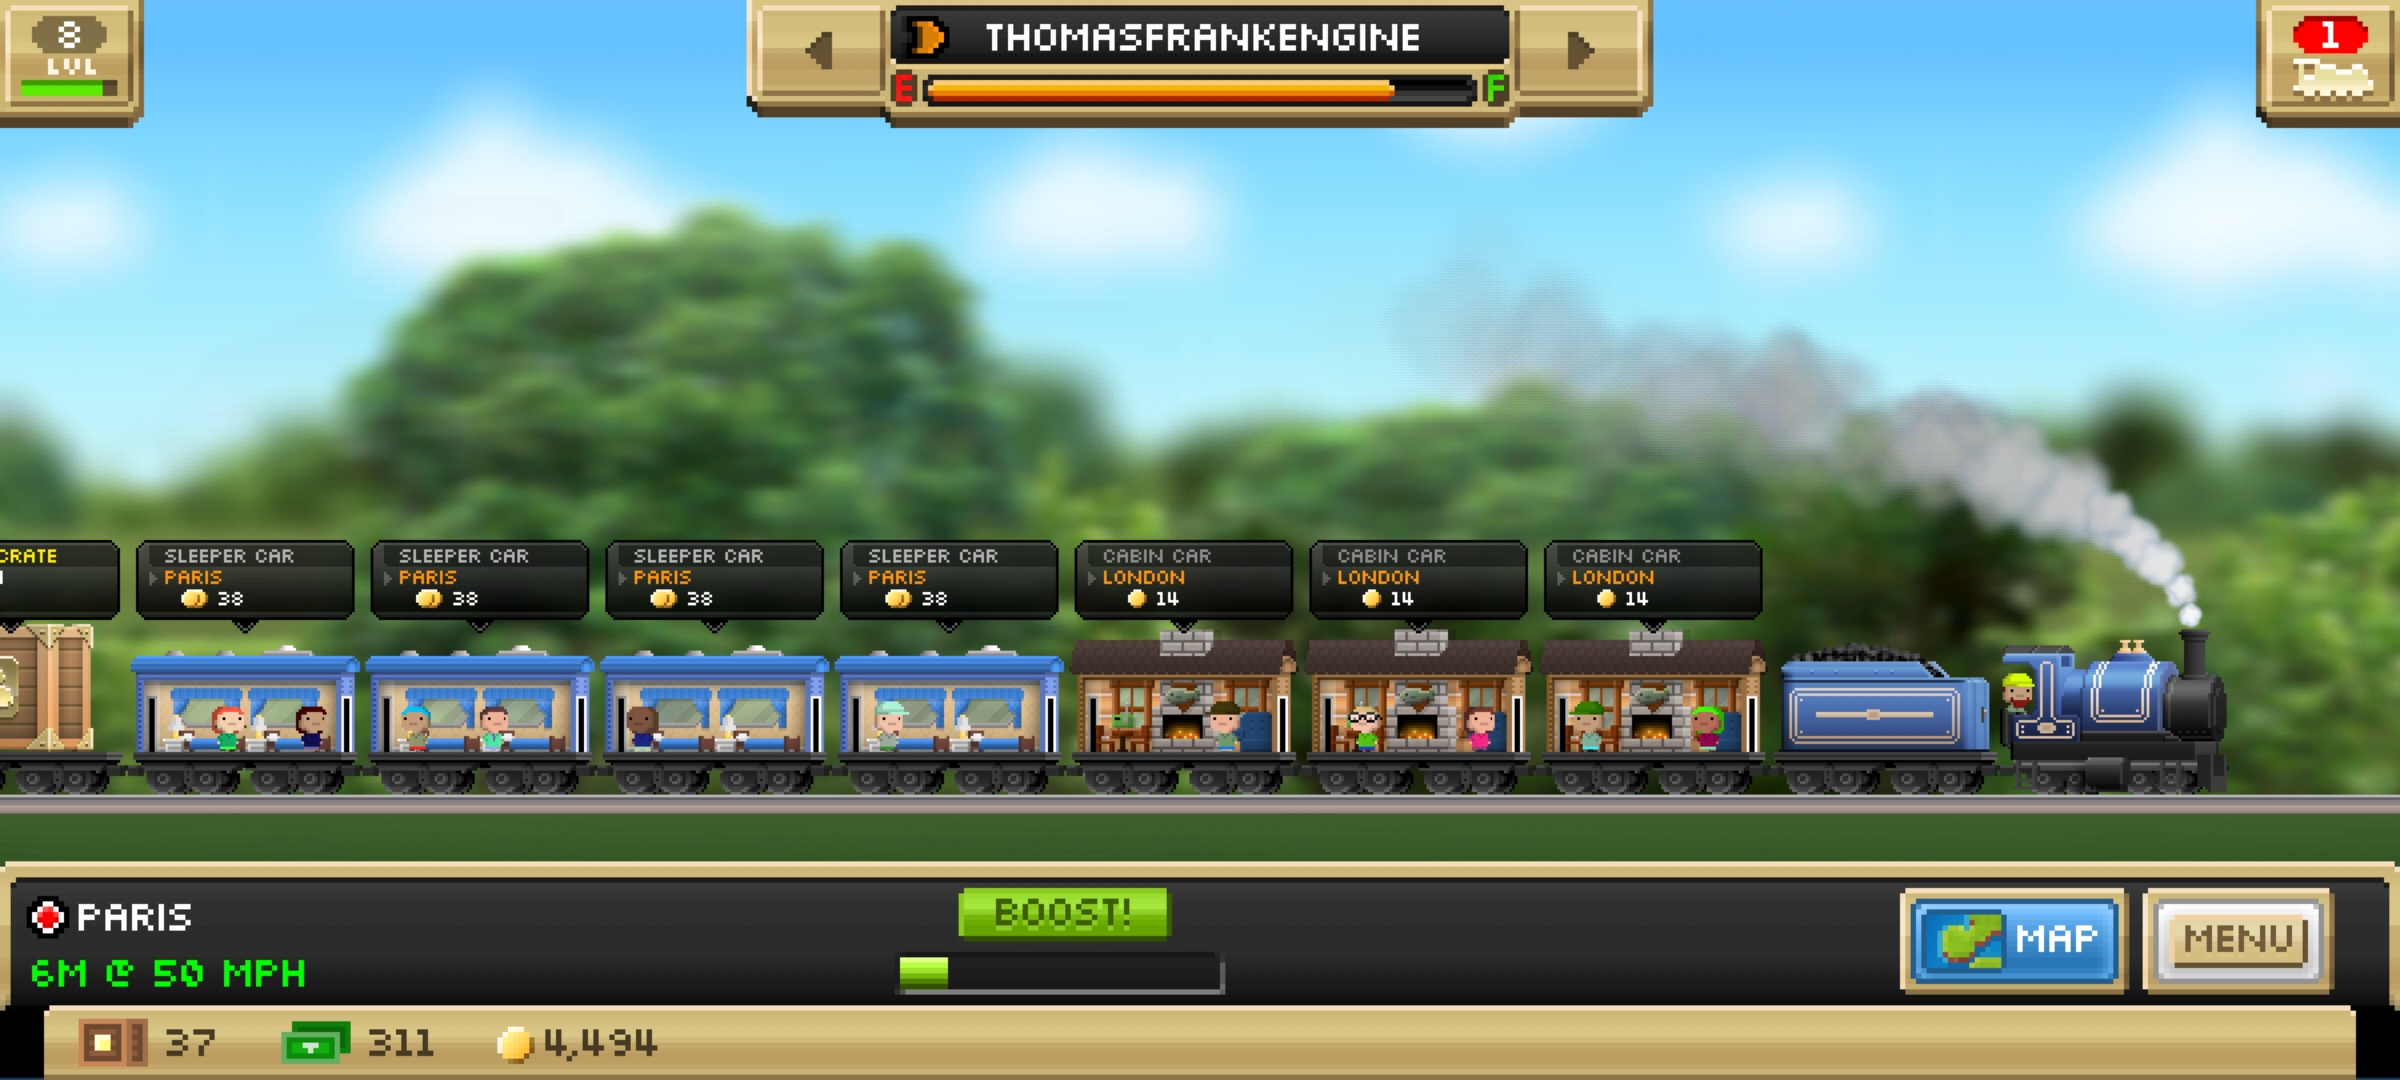 8
LVL
THOMASFRANKENGINE
E
F
1
CRATE
SLEEPER CAR
PARIS
38
SLEEPER CAR
PARIS
38
SLEEPER CAR
PARIS
38
SLEEPER CAR
PARIS
38
CABIN CAR
LONDON
14
CABIN CAR
LONDON
14
CABIN CAR
LONDON
14
PARIS
6M @ 50 MPH
BOOST!
MAP
MENU
37
311
4,494